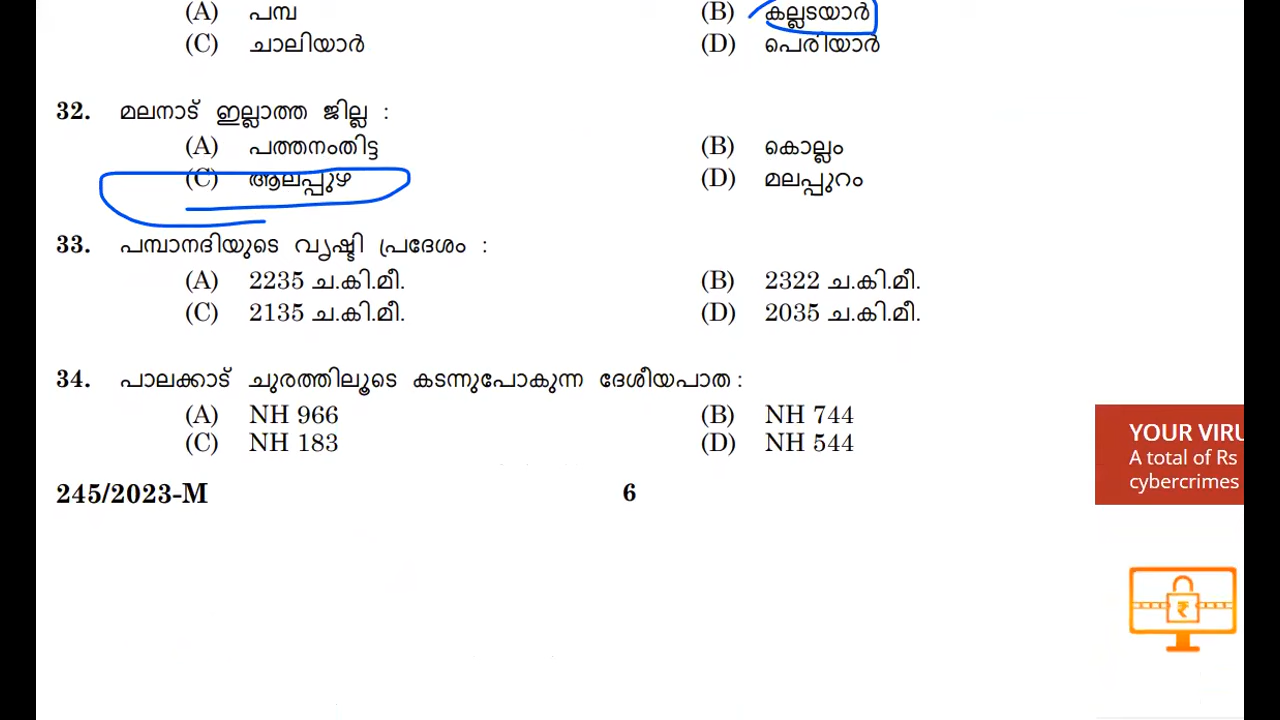 (A) പമ്പ (B) കല്ലടയാർ
(C) ചാലിയാർ (D) പെരിയാർ
32. മലനാട് ഇല്ലാത്ത ജില്ല :
(A) പത്തനംതിട്ട (B) കൊല്ലം
(C) ആലപ്പുഴ (D) മലപ്പുറം
33. പമ്പാനദിയുടെ വൃഷ്ടി പ്രദേശം :
(A) 2235 ച.കി.മീ. (B) 2322 ച.കി.മീ.
(C) 2135 ച.കി.മീ. (D) 2035 ച.കി.മീ.
34. പാലക്കാട് ചുരത്തിലൂടെ കടന്നുപോകുന്ന ദേശീയപാത :
(A) NH 966 (B) NH 744
(C) NH 183 (D) NH 544
YOUR VIRU
A total of Rs
cybercrimes
245/2023-M 6
₹